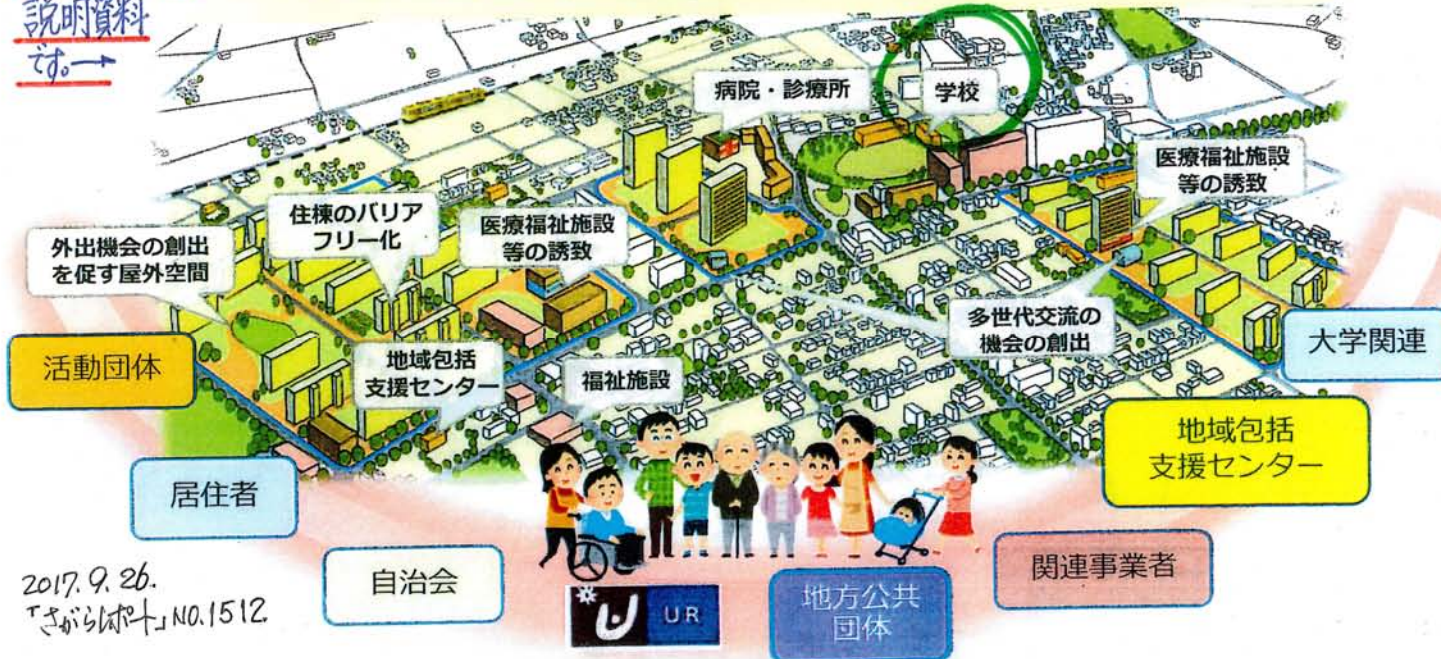 説明資料
です。→
病院・診療所
学校
医療福祉施設
等の誘致
住棟のバリア
フリー化
医療福祉施設
等の誘致
外出機会の創出
を促す屋外空間
多世代交流の
機会の創出
大学関連
活動団体
地域包括
支援センター
福祉施設
地域包括
支援センター
居住者
自治会
UR
地方公共
団体
関連事業者
2017.9.26.
「さがらレポート」NO.1512.